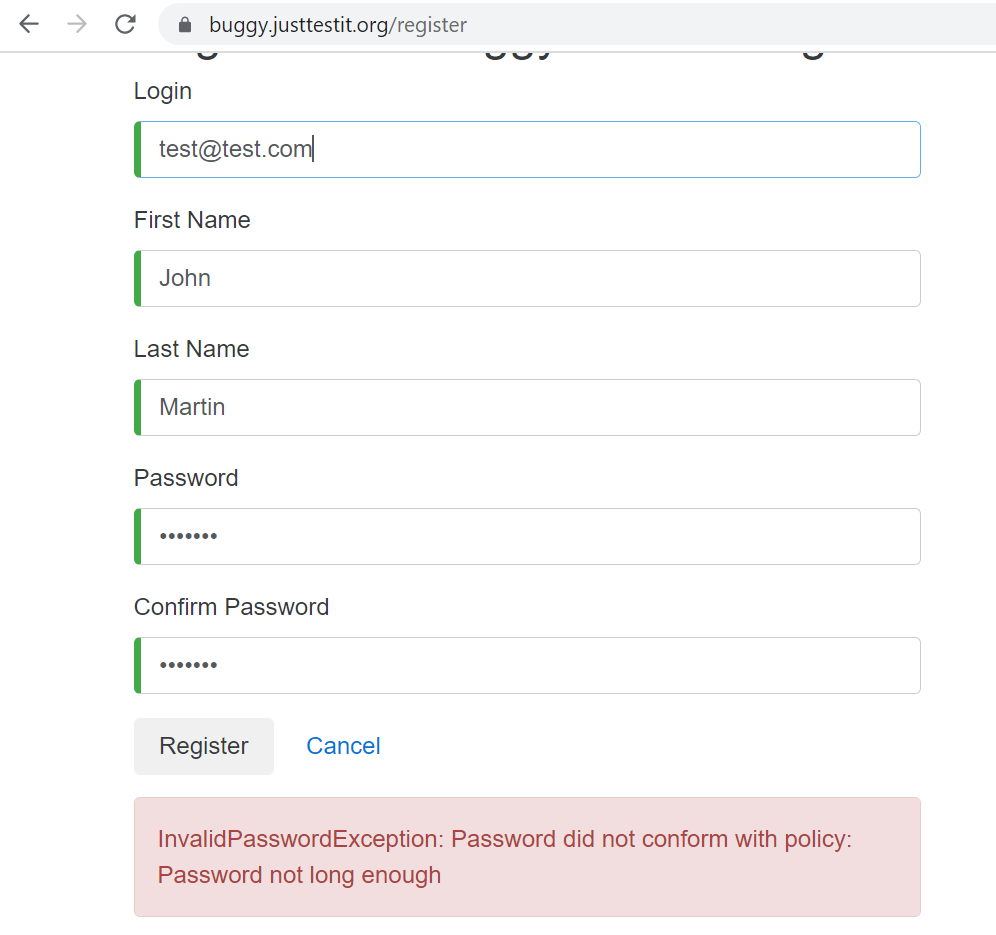 buggy.justtestit.org/register
Login
test@test.com
First Name
John
Last Name
Martin
Password
•••••••
Confirm Password
•••••••
Register Cancel
InvalidPasswordException: Password did not conform with policy:
Password not long enough